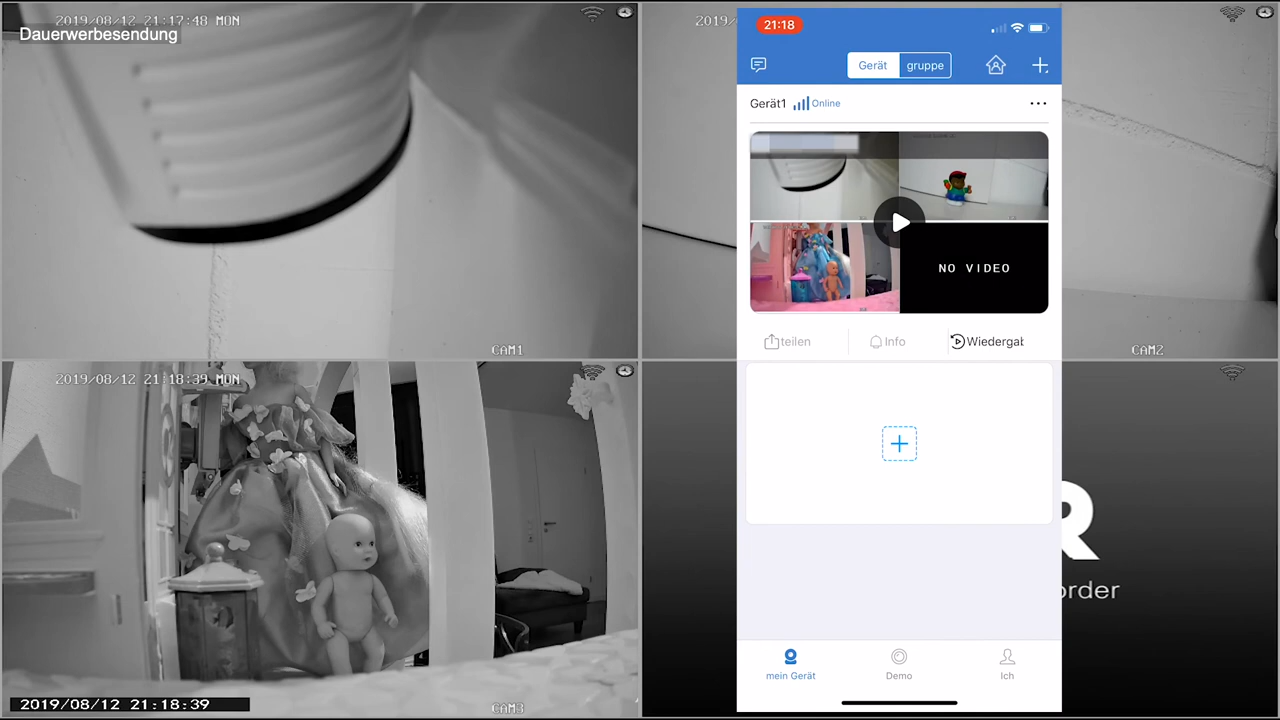 2019/08/12 21:17:48 MON
Dauerwerbesendung
CAM1
2019/
CAM2
2019/08/12 21:18:39 MON
2019/08/12 21:18:39
CAM3
R
order
21:18
Gerät
gruppe
Gerät1
Online
NO VIDEO
teilen
Info
Wiedergat
mein Gerät
Demo
Ich